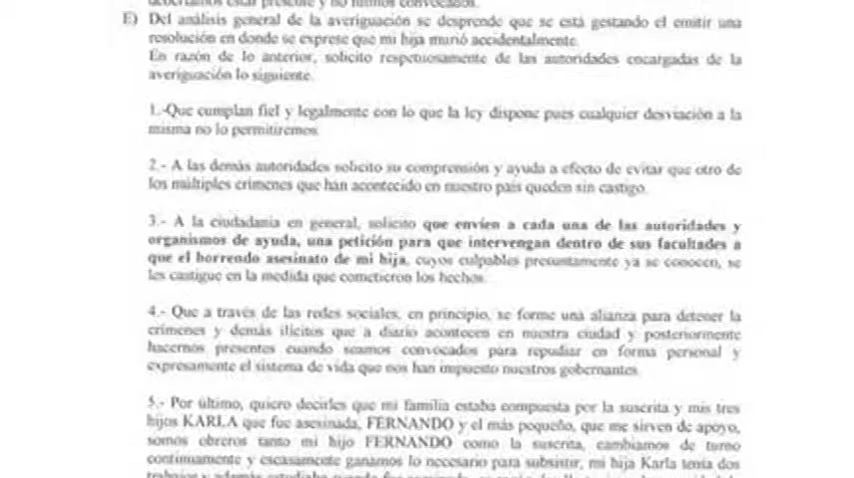 deberíamos estar presente y no fuimos convocados.
E) Del análisis general de la averiguación se desprende que se está gestando el emitir una
resolución en donde se exprese que mi hija murió accidentalmente.
En razón de lo anterior, solicito respetuosamente de las autoridades encargadas de la
averiguación lo siguiente.
1.-Que cumplan fiel y legalmente con lo que la ley dispone pues cualquier desviación a la
misma no lo permitiremos
2.- A las demás autoridades solicito su comprensión y ayuda a efecto de evitar que otro de
los múltiples crímenes que han acontecido en nuestro país queden sin castigo.
3.- A la ciudadanía en general, solicito que envíen a cada una de las autoridades y
organismos de ayuda, una petición para que intervengan dentro de sus facultades a
que el horrendo asesinato de mi hija, cuyos culpables presuntamente ya se conocen, se
les castigue en la medida que cometieron los hechos.
4.- Que a través de las redes sociales, en principio, se forme una alianza para detener la
crímenes y demás ilícitos que a diario acontecen en nuestra ciudad y posteriormente
hacernos presentes cuando seamos convocados para repudiar en forma personal y
expresamente el sistema de vida que nos han impuesto nuestros gobernantes.
5.- Por último, quiero decirles que mi familia estaba compuesta por la suscrita y mis tres
hijos KARLA que fue asesinada, FERNANDO y el más pequeño, que me sirven de apoyo,
somos obreros tanto mi hijo FERNANDO como la suscrita, cambiamos de turno
continuamente y escasamente ganamos lo necesario para subsistir, mi hija Karla tenía dos
trabajos y además estudiaba cuando fue